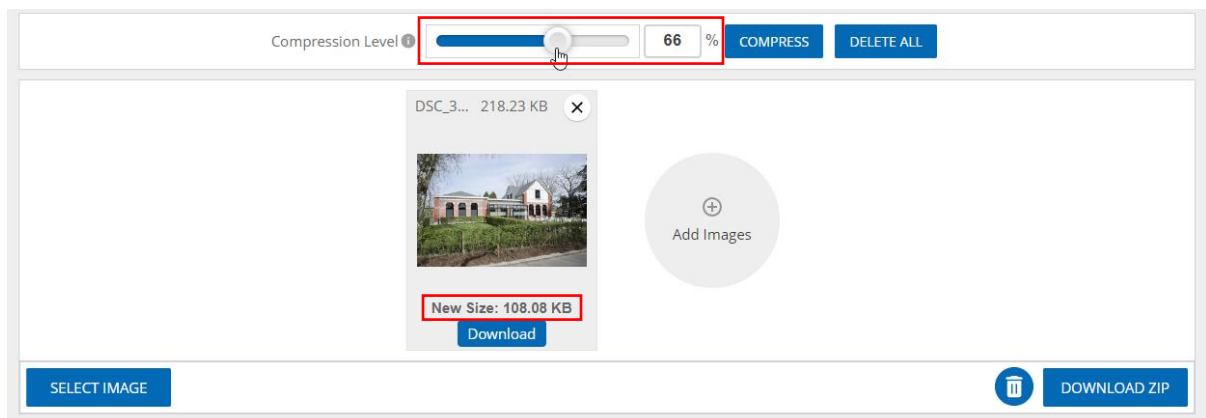 Compression Level 66 % COMPRESS DELETE ALL
DSC_3... 218.23 KB
Add Images
New Size: 108.08 KB
Download
SELECT IMAGE DOWNLOAD ZIP